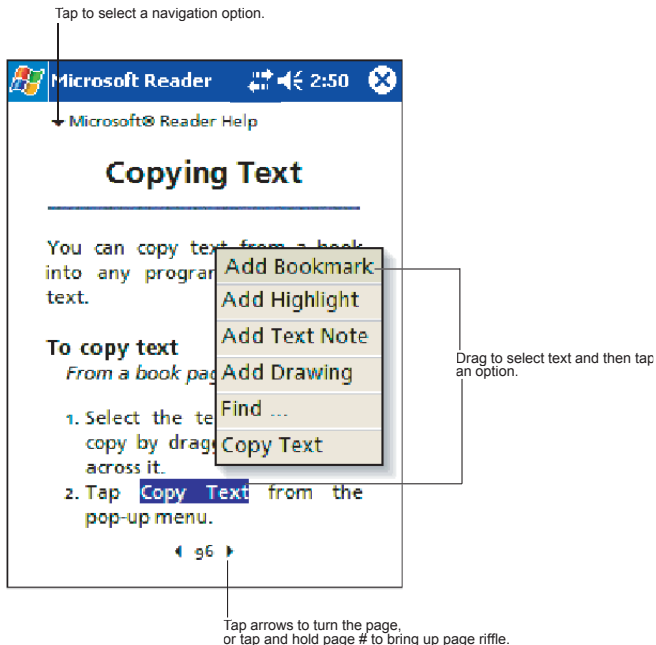 Tap to select a navigation option.
Microsoft Reader 2:50
Microsoft® Reader Help
Copying Text
You can copy text from a book
into any program
text.
Add Bookmark
Add Highlight
Add Text Note
Add Drawing
Find ...
Copy Text
Drag to select text and then tap
an option.
To copy text
From a book pag
1. Select the te
copy by dragg
across it.
2. Tap Copy Text from the
pop-up menu.
96
Tap arrows to turn the page,
or tap and hold page # to bring up page riffle.